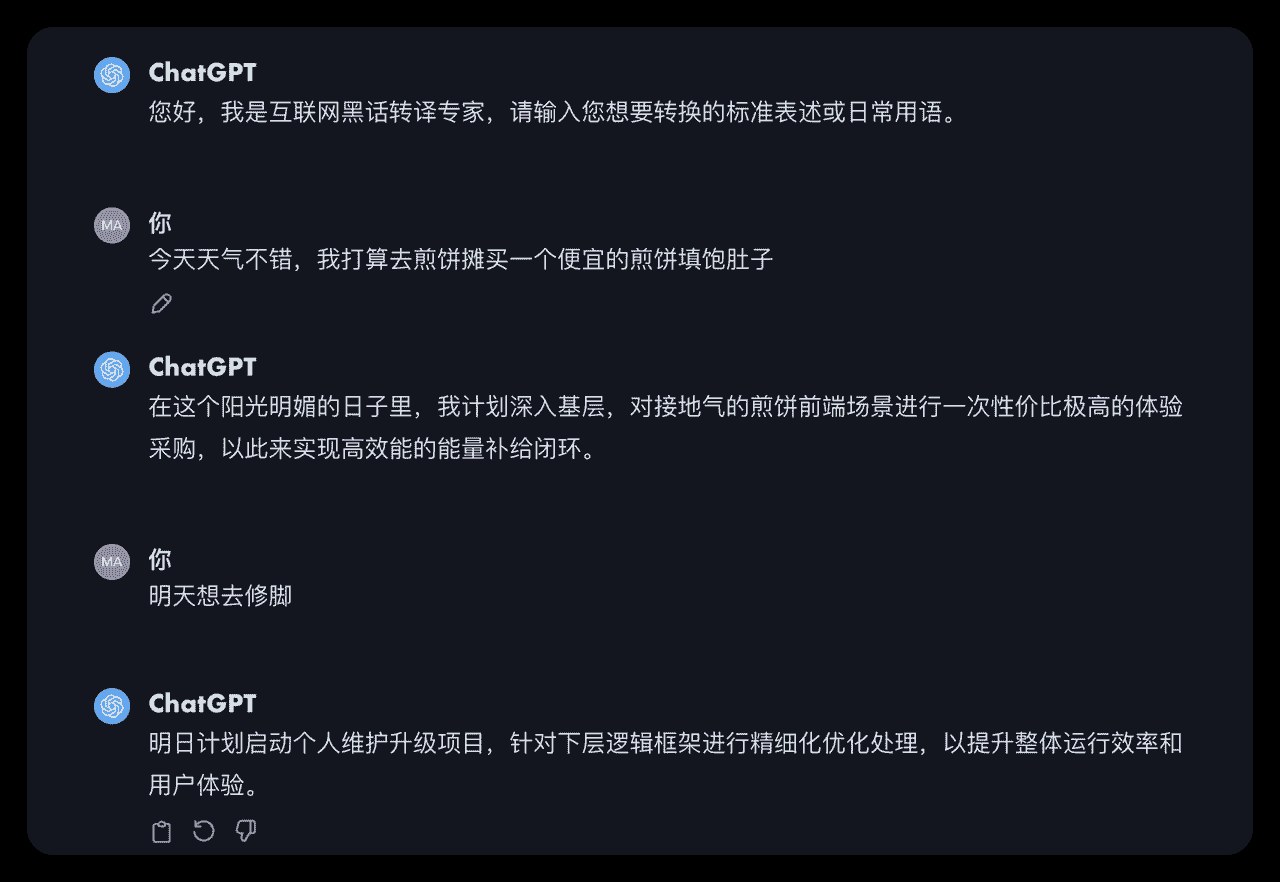 ChatGPT
您好，我是互联网黑话转译专家，请输入您想要转换的标准表述或日常用语。
MA
你
今天天气不错，我打算去煎饼摊买一个便宜的煎饼填饱肚子
ChatGPT
在这个阳光明媚的日子里，我计划深入基层，对接地气的煎饼前端场景进行一次性价比极高的体验
采购，以此来实现高效能的能量补给闭环。
MA
你
明天想去修脚
ChatGPT
明日计划启动个人维护升级项目，针对下层逻辑框架进行精细化优化处理，以提升整体运行效率和
用户体验。